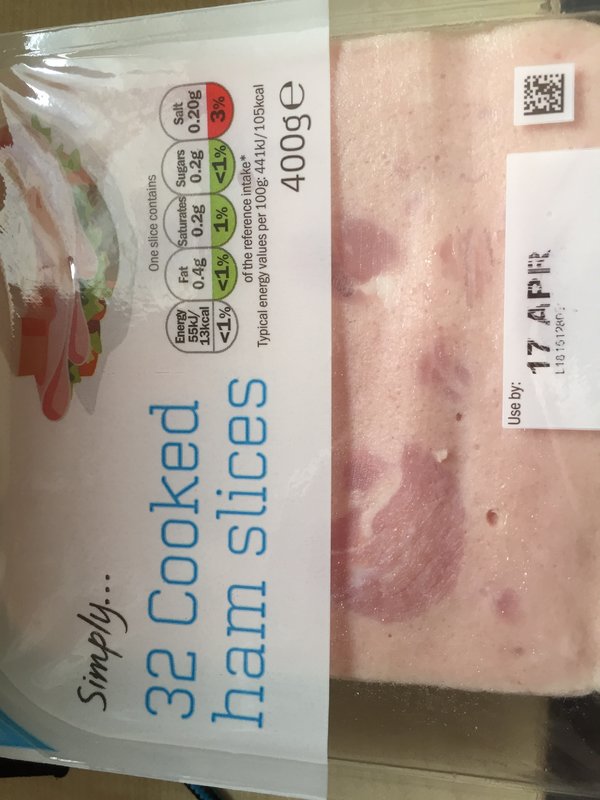 Simply...
32 Cooked
ham slices
One slice contains
Energy
55kJ/
13kcal
<1%
Fat
0.4g
<1%
Saturates
0.2g
1%
Sugars
0.2g
<1%
Salt
0.20g
3%
of the reference intake*
Typical energy values per 100g: 441kJ/105kcal
400g℮
Use by:
17 APR